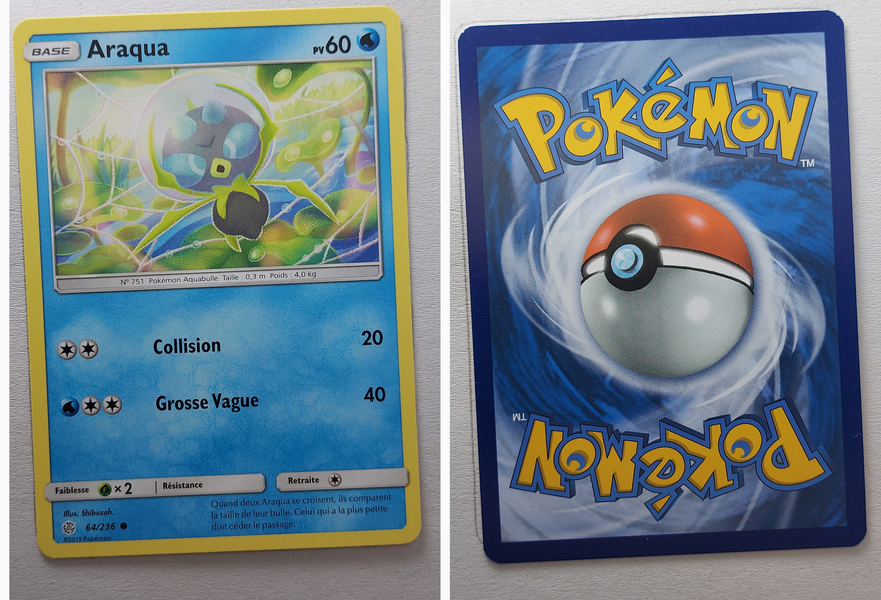 BASE Araqua PV60
N° 751 Pokémon Aquabulle Taille : 0,3 m Poids : 4,0 kg
Collision 20
Grosse Vague 40
Faiblesse ×2 Résistance Retraite
Illus. Shibuzoh.
64/236
©2019 Pokémon
Quand deux Araqua se croisent, ils comparent
la taille de leur bulle. Celui qui a la plus petite
doit céder le passage.
POKéMON
TM
TM
POKéMON